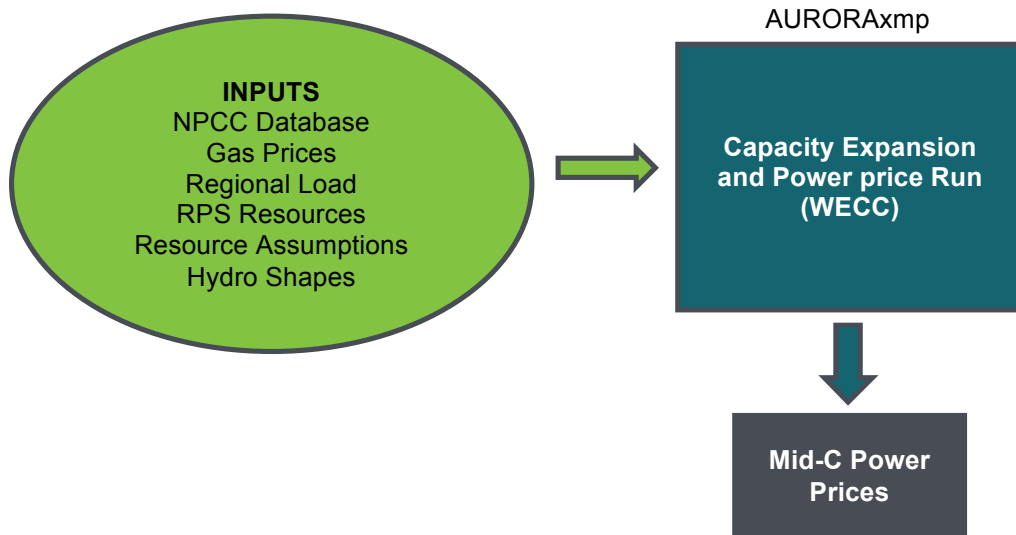 INPUTS
NPCC Database
Gas Prices
Regional Load
RPS Resources
Resource Assumptions
Hydro Shapes
AURORAxmp
Capacity Expansion
and Power price Run
(WECC)
Mid-C Power
Prices